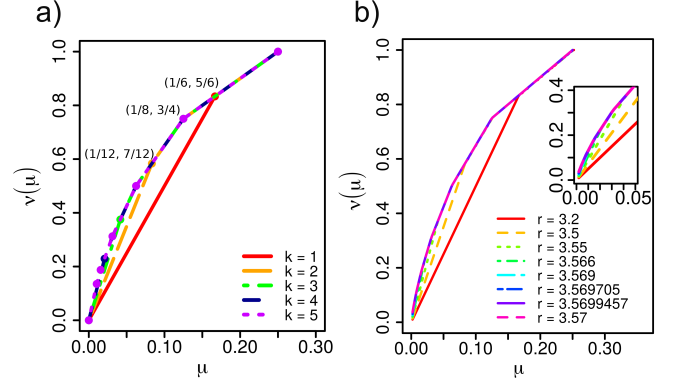 a)
(1/6, 5/6)
(1/8, 3/4)
(1/12, 7/12)
ν(μ)
0.0
0.2
0.4
0.6
0.8
1.0
k = 1
k = 2
k = 3
k = 4
k = 5
0.00
0.10
0.20
0.30
μ
b)
ν(μ)
0.0
0.2
0.4
0.6
0.8
1.0
0.0
0.2
0.4
0.00
0.05
r = 3.2
r = 3.5
r = 3.55
r = 3.566
r = 3.569
r = 3.569705
r = 3.5699457
r = 3.57
0.00
0.10
0.20
0.30
μ